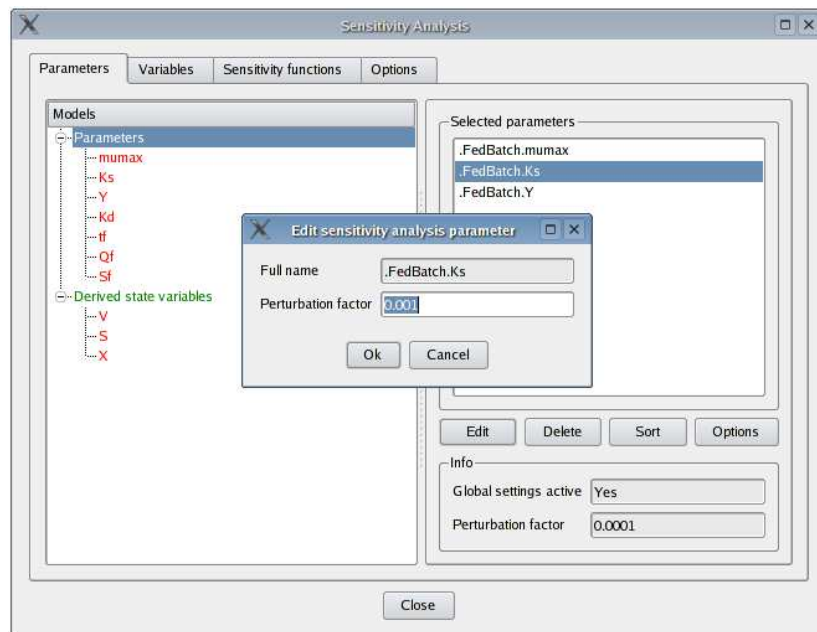 Sensitivity Analysis
Parameters Variables Sensitivity functions Options
Models
Parameters
mumax
Ks
Y
Kd
tf
Qf
Sf
Derived state variables
V
S
X
Selected parameters
.FedBatch.mumax
.FedBatch.Ks
.FedBatch.Y
Edit sensitivity analysis parameter
Full name .FedBatch.Ks
Perturbation factor 0.001
Ok Cancel
Edit Delete Sort Options
Info
Global settings active Yes
Perturbation factor 0.0001
Close